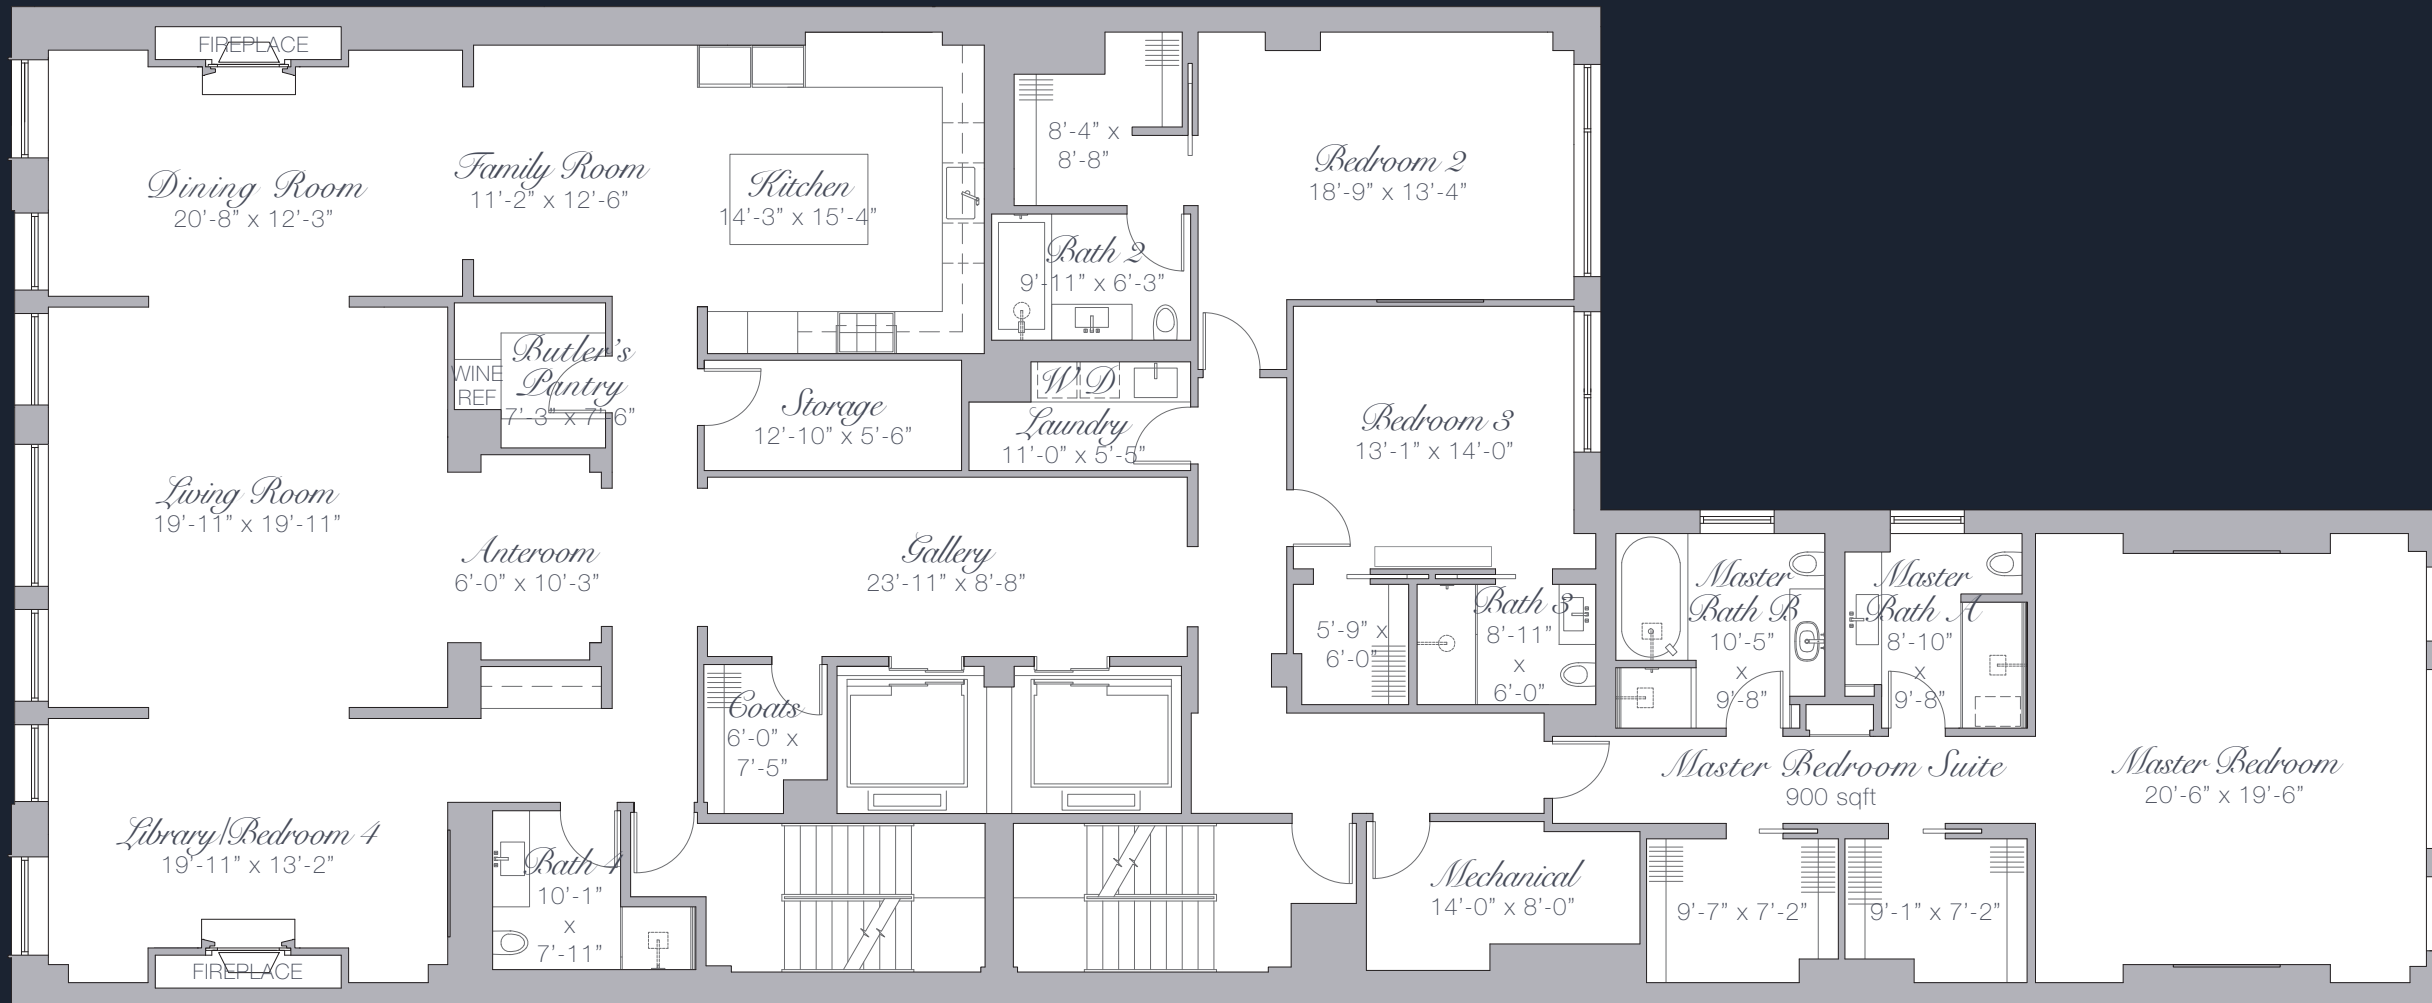 FIREPLACE
Dining Room
20'-8" x 12'-3"
Family Room
11'-2" x 12'-6"
Kitchen
14'-3" x 15'-4"
8'-4" x
8'-8"
Bath 2
9'-11" x 6'-3"
Bedroom 2
18'-9" x 13'-4"
Butler's
Pantry
7'-3" x 7'-6"
WINE
REF
Storage
12'-10" x 5'-6"
W D
Laundry
11'-0" x 5'-5"
Bedroom 3
13'-1" x 14'-0"
Living Room
19'-11" x 19'-11"
Anteroom
6'-0" x 10'-3"
Gallery
23'-11" x 8'-8"
5'-9" x
6'-0"
Bath 3
8'-11"
x
6'-0"
Master
Bath B
10'-5"
x
9'-8"
Master
Bath A
8'-10"
x
9'-8"
Coats
6'-0" x
7'-5"
Master Bedroom Suite
900 sqft
Master Bedroom
20'-6" x 19'-6"
Library/Bedroom 4
19'-11" x 13'-2"
Bath 4
10'-1"
x
7'-11"
Mechanical
14'-0" x 8'-0"
9'-7" x 7'-2"
9'-1" x 7'-2"
FIREPLACE